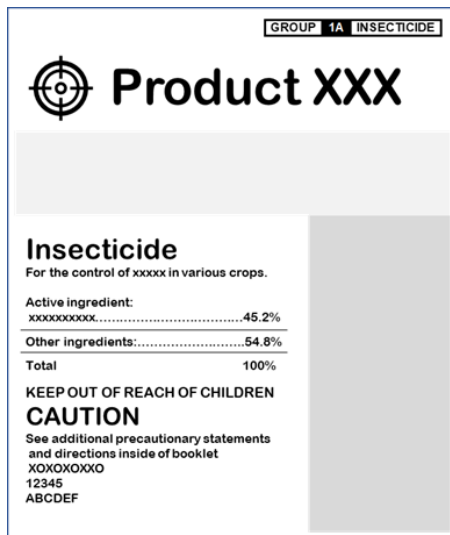 GROUP 1A INSECTICIDE
Product XXX
Insecticide
For the control of xxxxx in various crops.
Active ingredient:
xxxxxxxxxx.......................................45.2%
Other ingredients:............................54.8%
Total 100%
KEEP OUT OF REACH OF CHILDREN
CAUTION
See additional precautionary statements
and directions inside of booklet
XOXOXOXXO
12345
ABCDEF